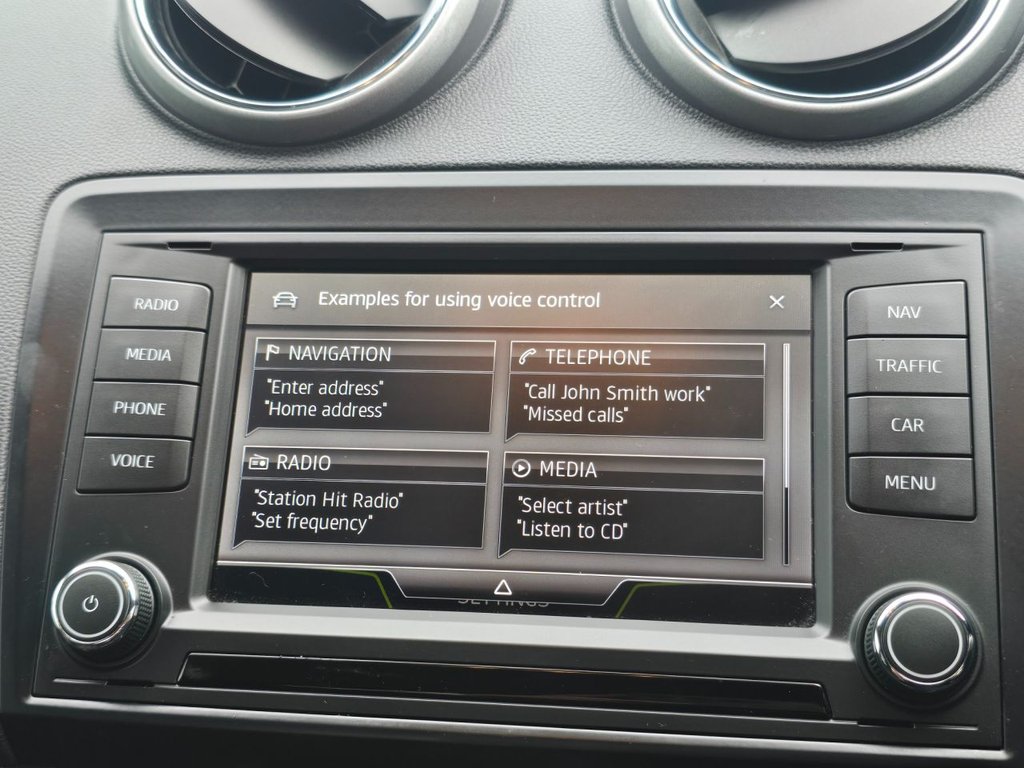 RADIO
MEDIA
PHONE
VOICE
Examples for using voice control
NAVIGATION
"Enter address"
"Home address"
TELEPHONE
"Call John Smith work"
"Missed calls"
RADIO
"Station Hit Radio"
"Set frequency"
MEDIA
"Select artist"
"Listen to CD"
SETTINGS
NAV
TRAFFIC
CAR
MENU